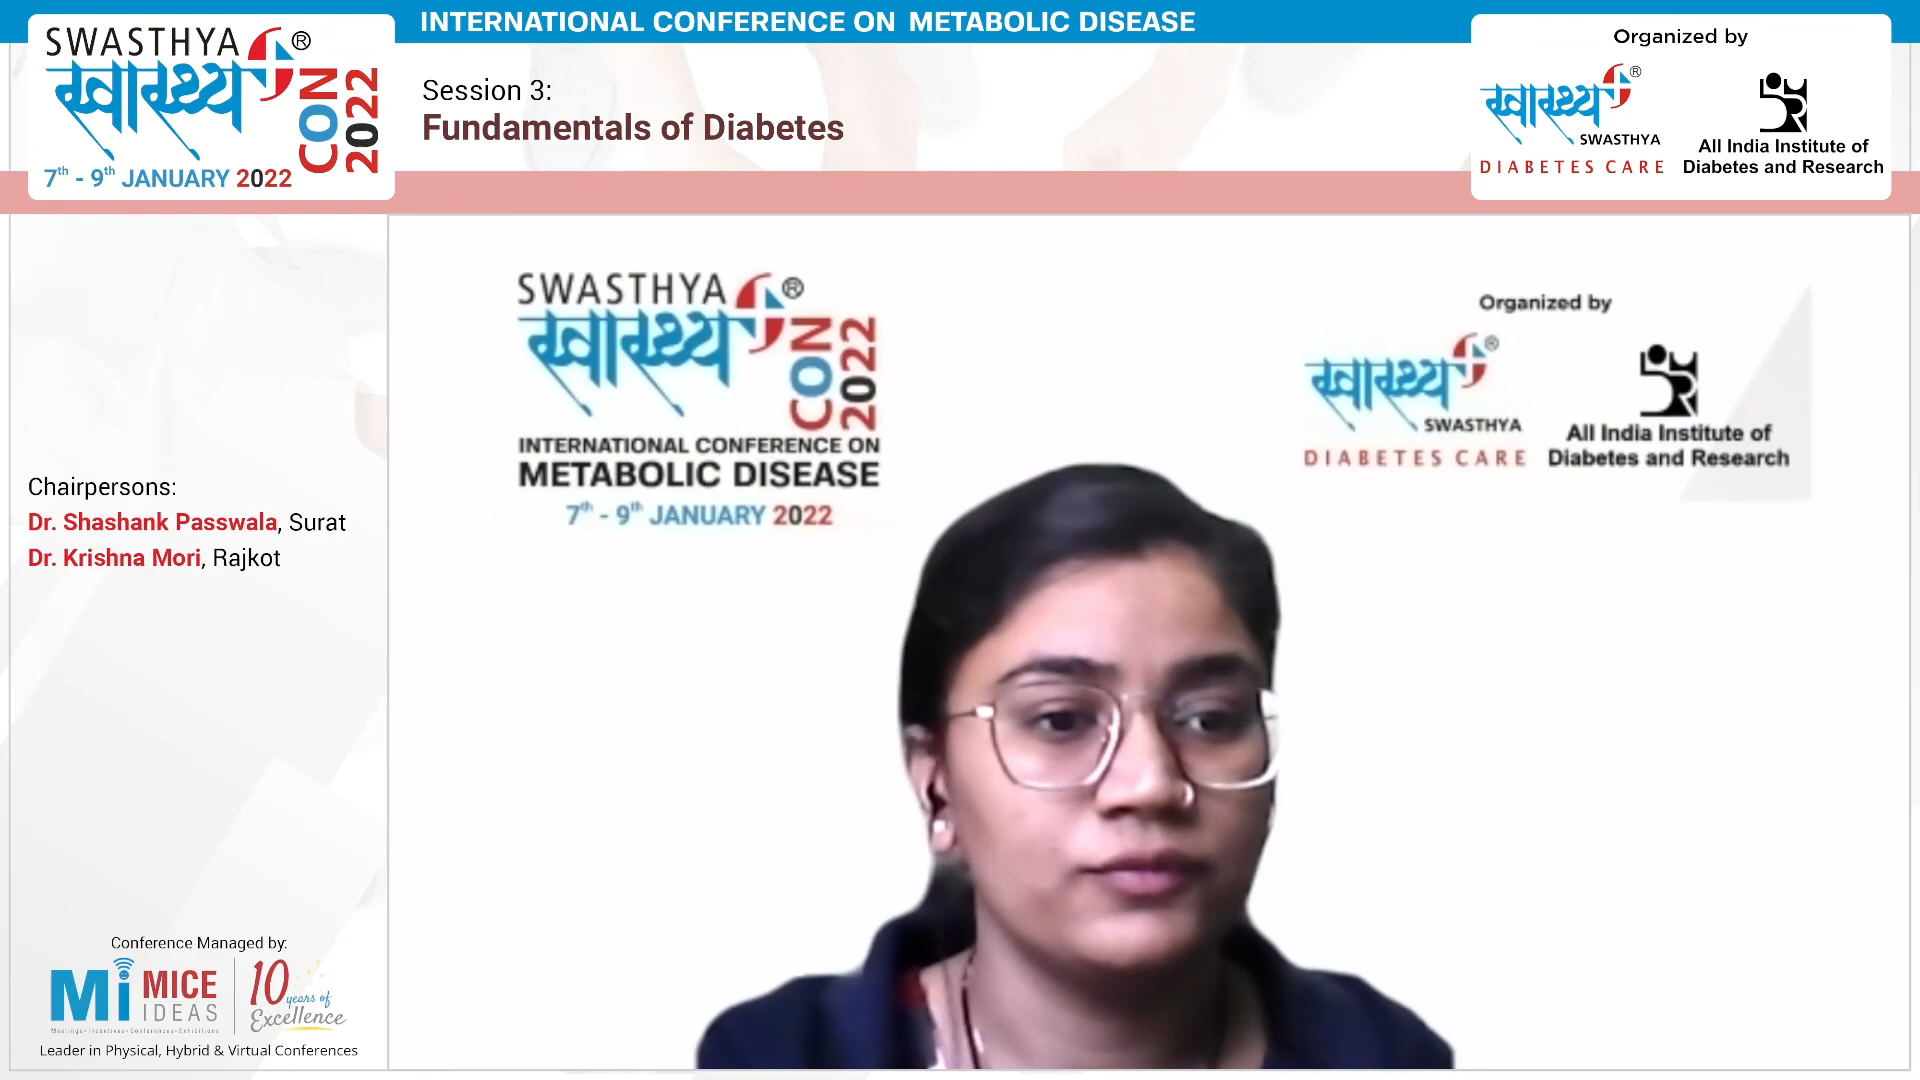 INTERNATIONAL CONFERENCE ON METABOLIC DISEASE
SWASTHYA ®
स्वास्थ्य
CON
2022
7th - 9th JANUARY 2022
Session 3:
Fundamentals of Diabetes
Organized by
स्वास्थ्य ®
SWASTHYA
DIABETES CARE
All India Institute of
Diabetes and Research
SWASTHYA ®
स्वास्थ्य
CON
2022
INTERNATIONAL CONFERENCE ON
METABOLIC DISEASE
7th - 9th JANUARY 2022
Organized by
स्वास्थ्य ®
SWASTHYA
DIABETES CARE
All India Institute of
Diabetes and Research
Chairpersons:
Dr. Shashank Passwala, Surat
Dr. Krishna Mori, Rajkot
Conference Managed by:
Mi MICE
IDEAS
Meetings•Incentives•Conferences•Exhibitions
10
years of
Excellence
Leader in Physical, Hybrid & Virtual Conferences